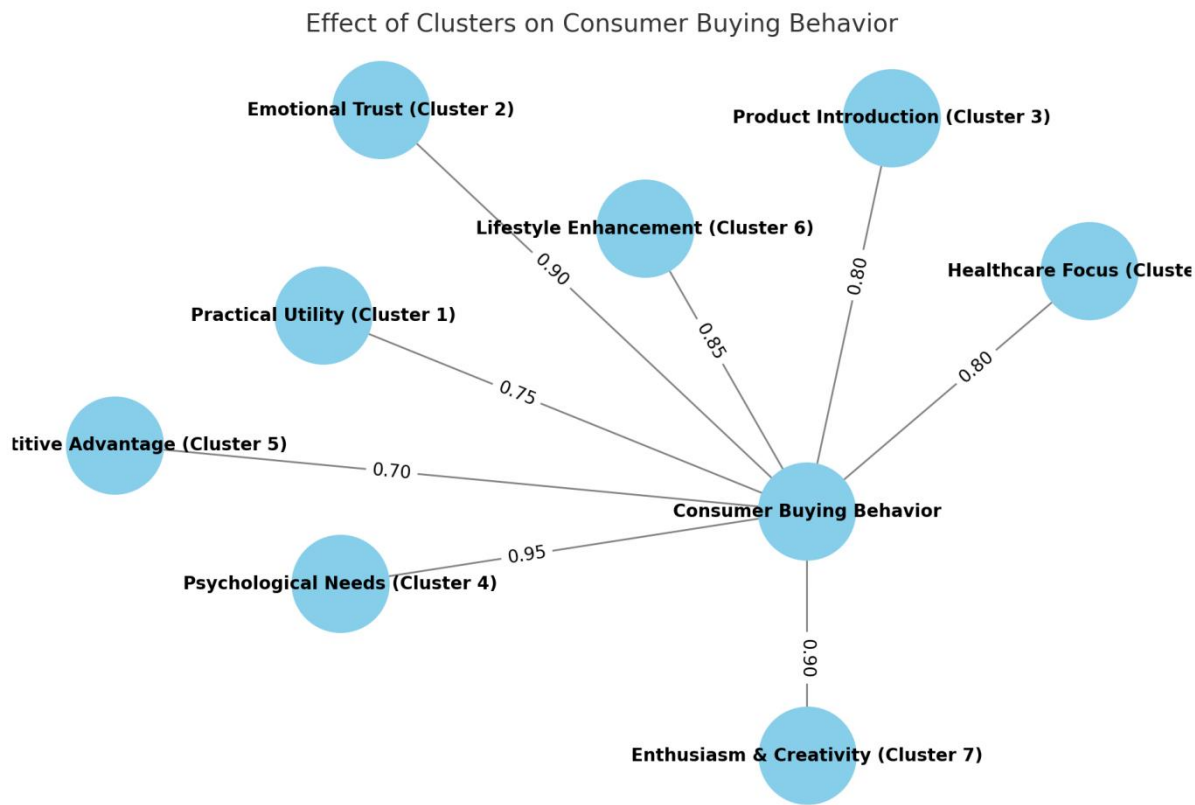 Effect of Clusters on Consumer Buying Behavior
Emotional Trust (Cluster 2)
Product Introduction (Cluster 3)
Lifestyle Enhancement (Cluster 6)
0.90
0.80
Healthcare Focus (Cluste
Practical Utility (Cluster 1)
0.85
0.80
0.75
titive Advantage (Cluster 5)
0.70
Consumer Buying Behavior
0.95
Psychological Needs (Cluster 4)
0.90
Enthusiasm & Creativity (Cluster 7)